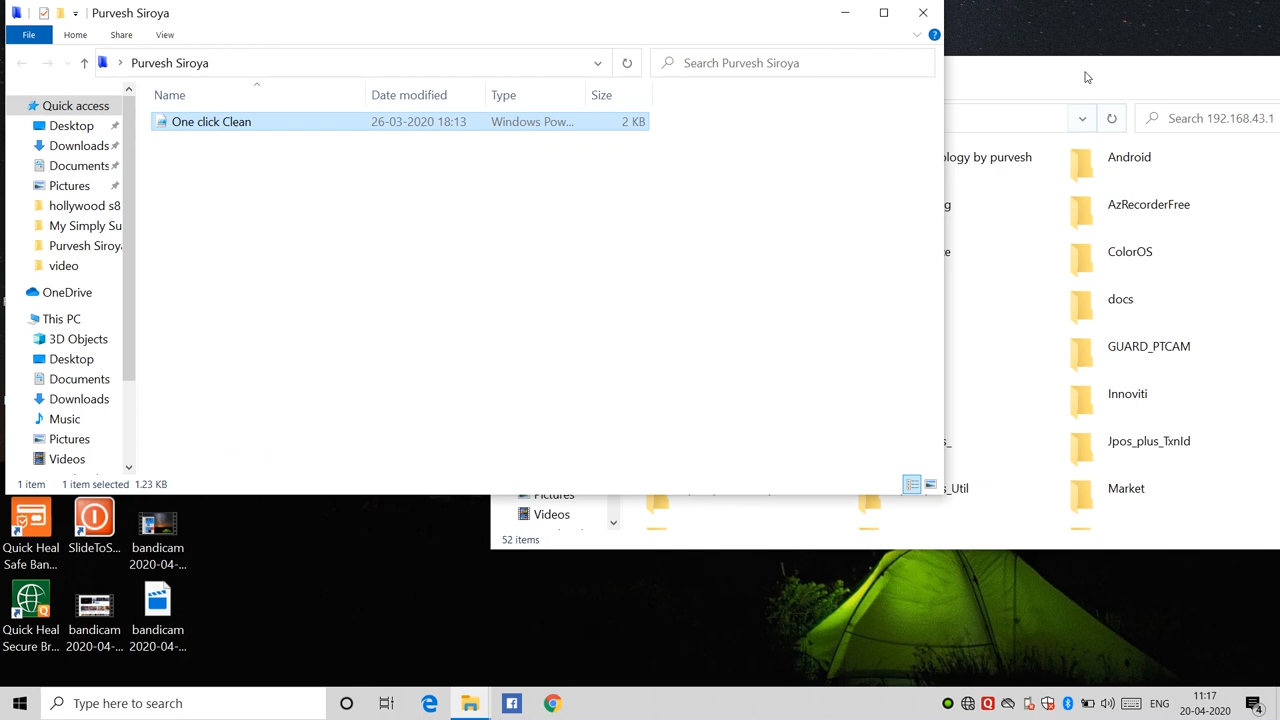 Purvesh Siroya
File Home Share View
Purvesh Siroya
Search Purvesh Siroya
Name Date modified Type Size
One click Clean 26-03-2020 18:13 Windows Pow... 2 KB
Quick access
Desktop
Downloads
Documents
Pictures
hollywood s8
My Simply Su
Purvesh Siroy
video
OneDrive
This PC
3D Objects
Desktop
Documents
Downloads
Music
Pictures
Videos
1 item 1 item selected 1.23 KB
Search 192.168.43.1
ology by purvesh
Android
AzRecorderFree
ColorOS
docs
GUARD_PTCAM
Innoviti
Jpos_plus_TxnId
_Util
Market
Pictures
Videos
52 items
Quick Heal
Safe Ban...
SlideToS...
bandicam
2020-04-...
Quick Heal
Secure Br...
bandicam
2020-04-...
bandicam
2020-04-...
Type here to search
ENG
11:17
20-04-2020
4